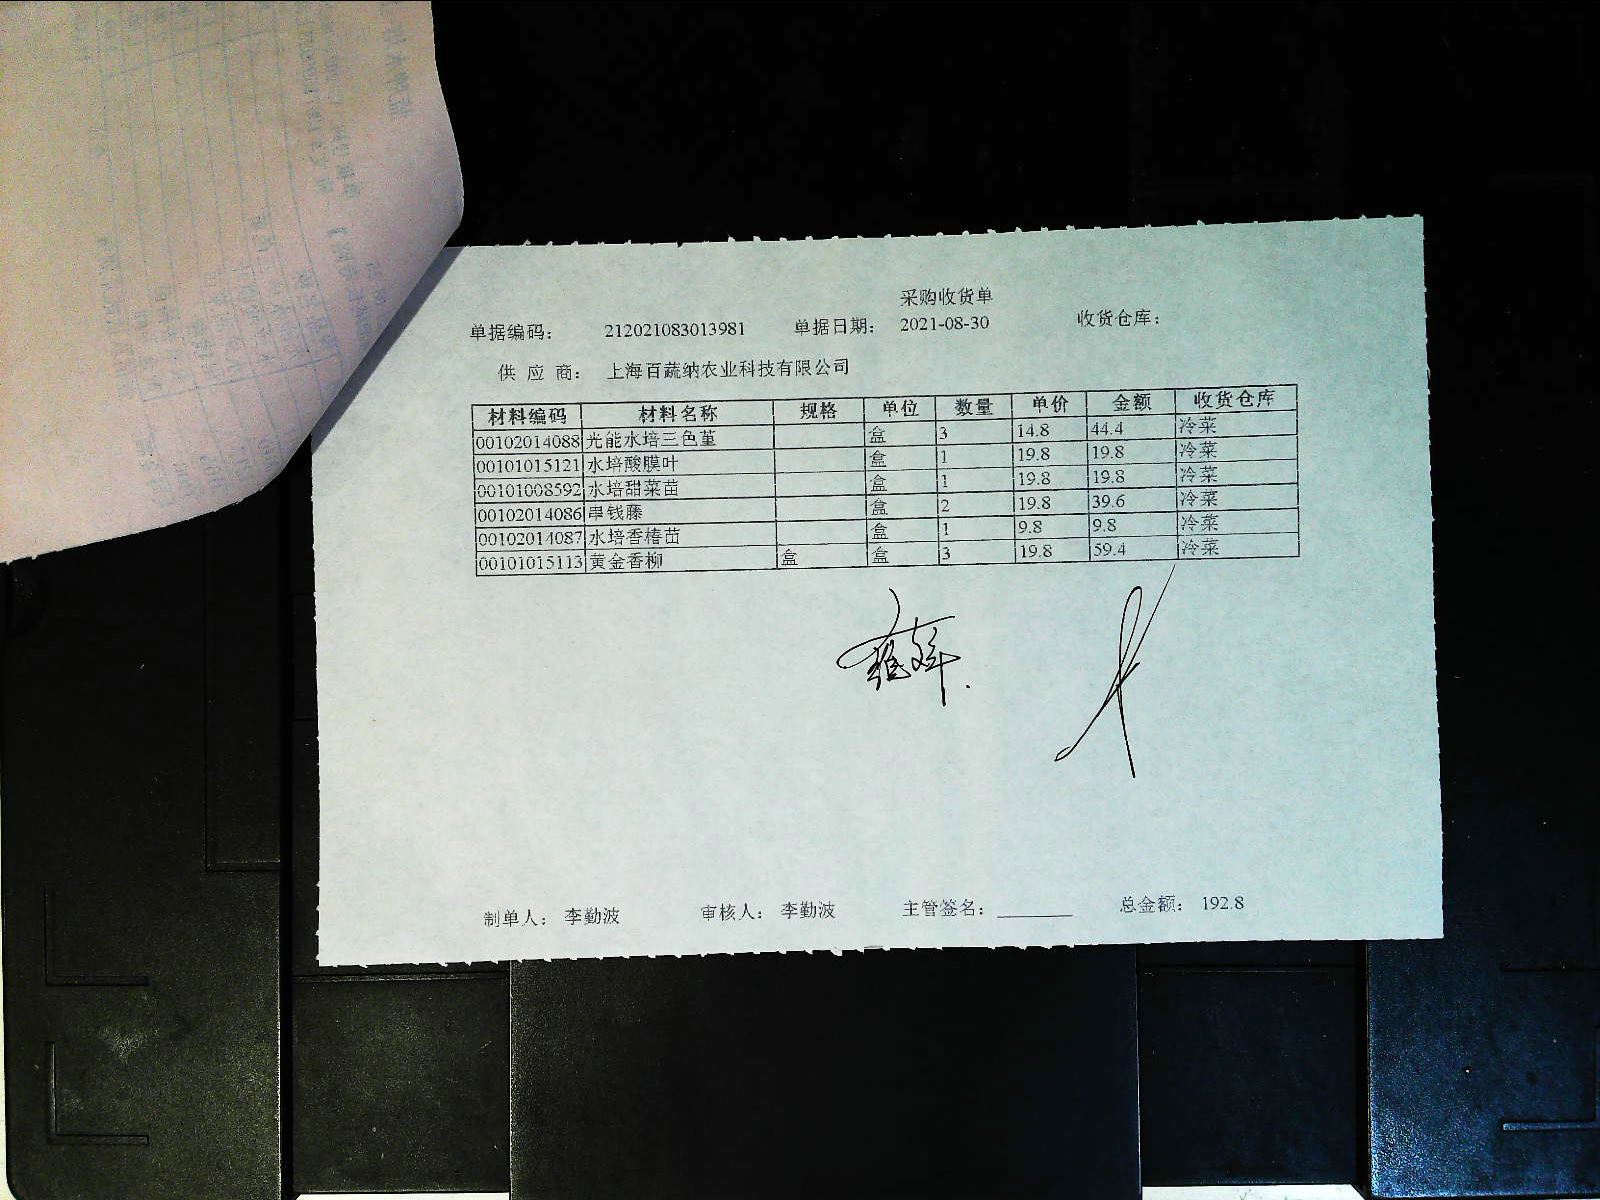 采购收货单
单据编码: 212021083013981 单据日期: 2021-08-30 收货仓库:
供 应 商: 上海百蔬纳农业科技有限公司
材料编码 材料名称 规格 单位 数量 单价 金额 收货仓库
00102014088 光能水培三色堇 盒 3 14.8 44.4 冷菜
00101015121 水培酸膜叶 盒 1 19.8 19.8 冷菜
00101008592 水培甜菜苗 盒 1 19.8 19.8 冷菜
00102014086 串钱藤 盒 2 19.8 39.6 冷菜
00102014087 水培香椿苗 盒 1 9.8 9.8 冷菜
00101015113 黄金香柳 盒 盒 3 19.8 59.4 冷菜
制单人: 李勤波 审核人: 李勤波 主管签名: ________ 总金额: 192.8